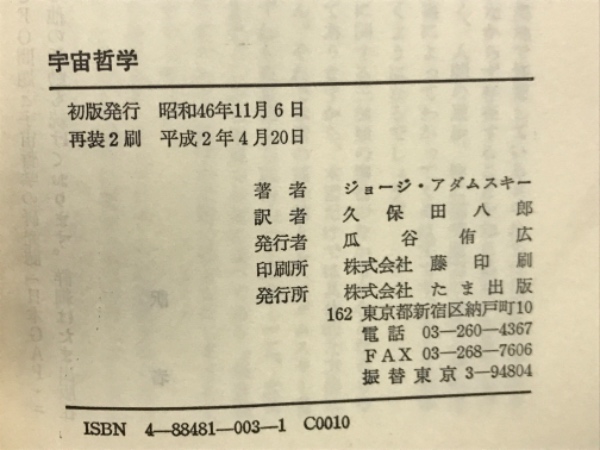 宇宙哲学
初版発行 昭和46年11月6日
再装2刷 平成2年4月20日
著者 ジョージ・アダムスキー
訳者 久保田八郎
発行者 瓜谷侑広
印刷所 株式会社 藤印刷
発行所 株式会社 たま出版
162 東京都新宿区納戸町10
電話 03―260―4367
FAX 03―268―7606
振替東京 3―94804
ISBN 4―88481―003―1 C0010